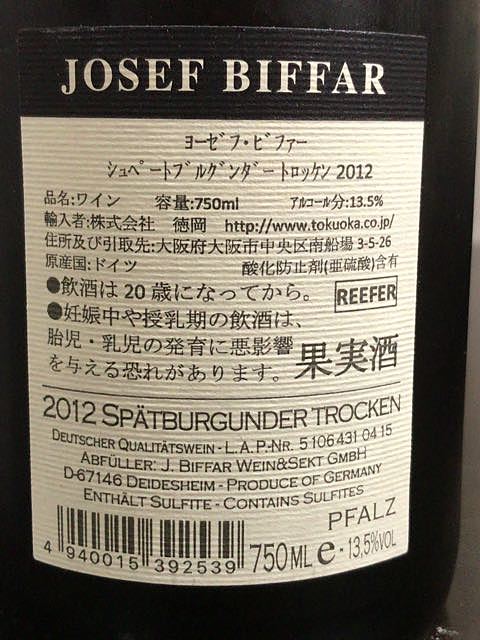 JOSEF BIFFAR
ﾖｰｾﾞﾌ・ﾋﾞﾌｧｰ
ｼｭﾍﾟｰﾄﾌﾞﾙｸﾞﾝﾀﾞｰ ﾄﾛｯｹﾝ 2012
品名:ワイン 容量:750ml ｱﾙｺｰﾙ分:13.5%
輸入者:株式会社 徳岡 http://www.tokuoka.co.jp/
住所及び引取先:大阪府大阪市中央区南船場 3-5-26
原産国:ドイツ 酸化防止剤(亜硫酸)含有
●飲酒は 20 歳になってから。 REEFER
●妊娠中や授乳期の飲酒は、
胎児・乳児の発育に悪影響
を与える恐れがあります。 果実酒
2012 SPÄTBURGUNDER TROCKEN
DEUTSCHER QUALITÄTSWEIN - L.A.P.-NR. 5 106 431 04 15
ABFÜLLER: J. BIFFAR WEIN&SEKT GMBH
D-67146 DEIDESHEIM - PRODUCE OF GERMANY
ENTHÄLT SULFITE - CONTAINS SULFITES
PFALZ
4 940015 392539 750ML e - 13,5%VOL